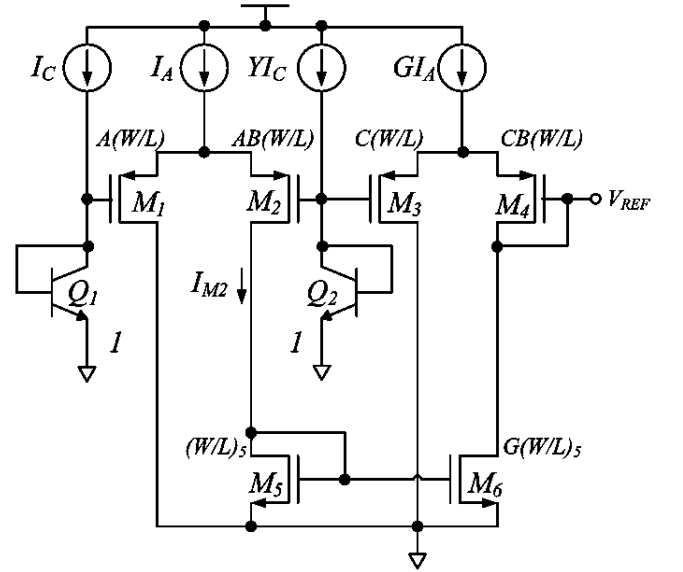 I_C
I_A
YI_C
GI_A
A(W/L)
AB(W/L)
C(W/L)
CB(W/L)
M_1
M_2
M_3
M_4
V_REF
Q_1
I_M2
Q_2
1
1
(W/L)_5
G(W/L)_5
M_5
M_6